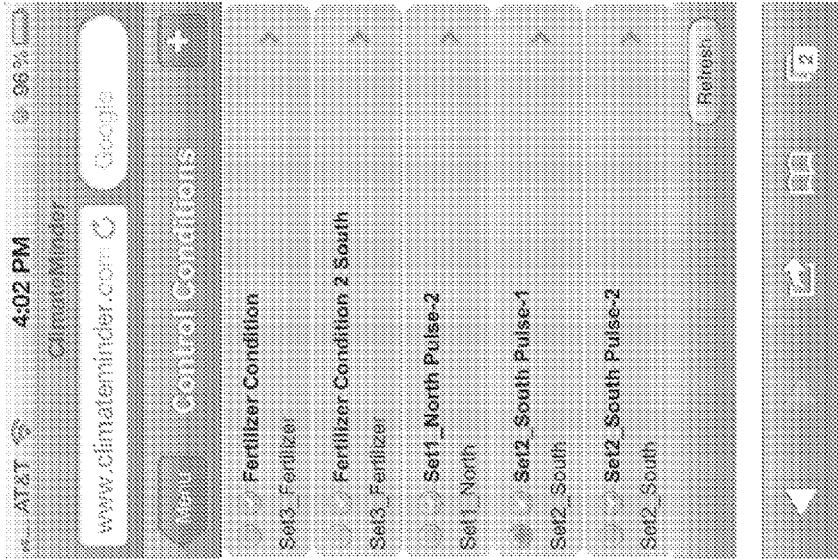 AT&T 4:02 PM 96 %
ClimateMinder
www.climateminder.com Google
Menu Control Conditions +
Fertilizer Condition
Set3_Fertilizer
Fertilizer Condition 2 South
Set3_Fertilizer
Set1_North Pulse-2
Set1_North
Set2_South Pulse-1
Set2_South
Set2_South Pulse-2
Set2_South
Refresh
2